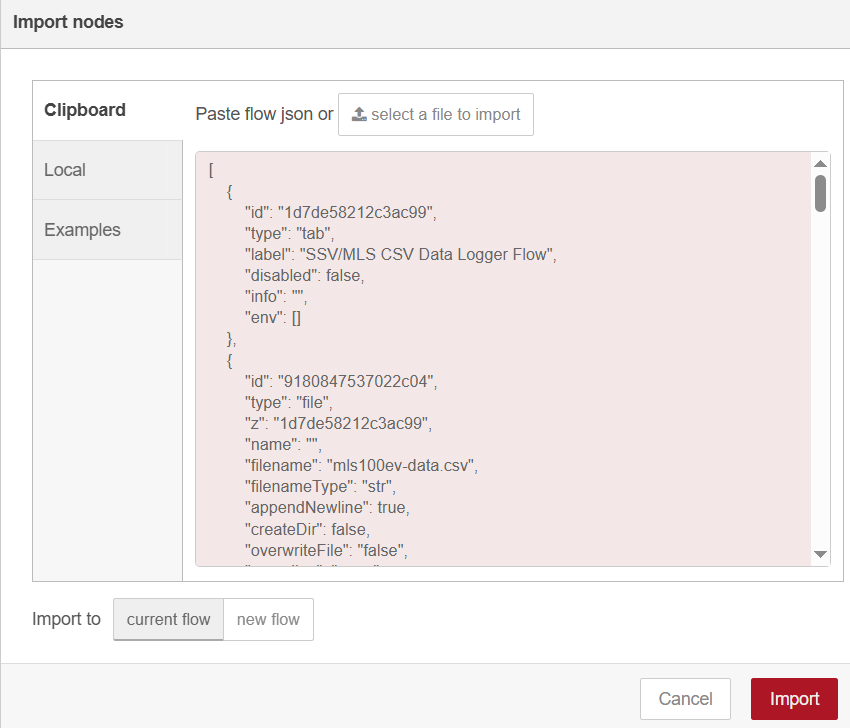 Import nodes
Clipboard
Local
Examples
Paste flow json or select a file to import
[
{
"id": "1d7de58212c3ac99",
"type": "tab",
"label": "SSV/MLS CSV Data Logger Flow",
"disabled": false,
"info": "",
"env": []
},
{
"id": "9180847537022c04",
"type": "file",
"z": "1d7de58212c3ac99",
"name": "",
"filename": "mls100ev-data.csv",
"filenameType": "str",
"appendNewline": true,
"createDir": false,
"overwriteFile": "false",
Import to current flow new flow
Cancel Import